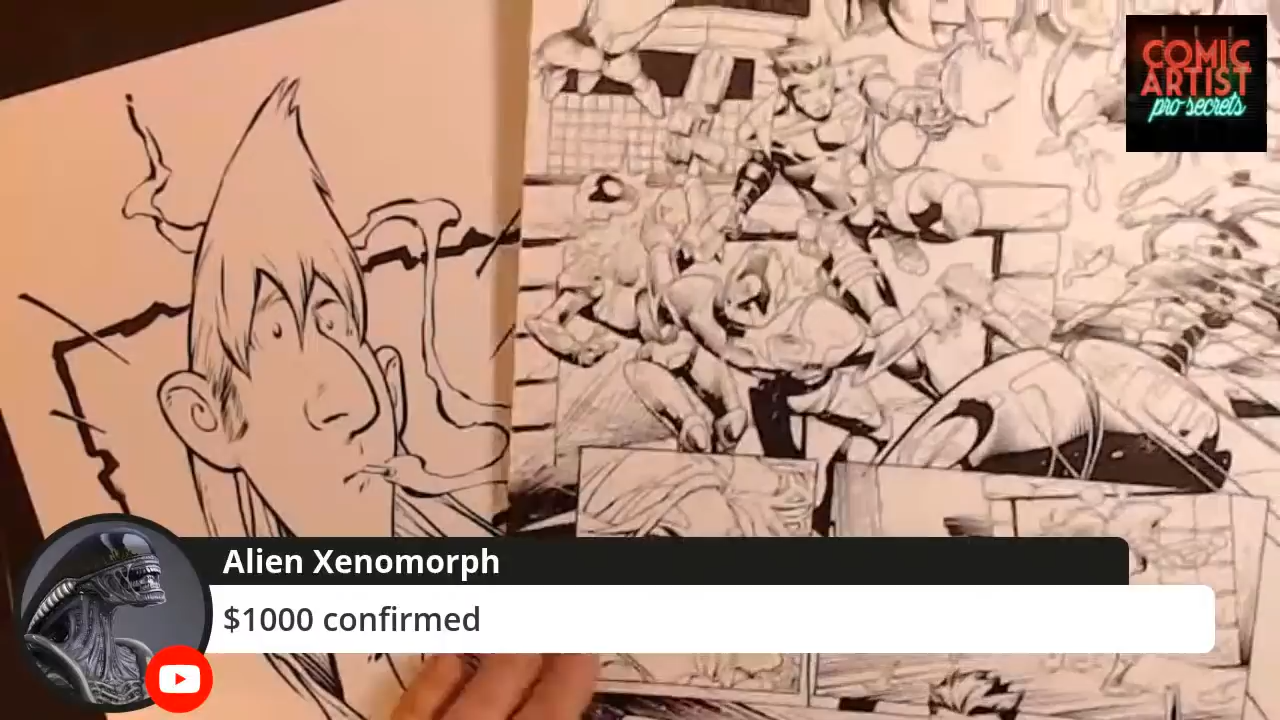 COMIC
ARTIST
pro secrets
Alien Xenomorph
$1000 confirmed